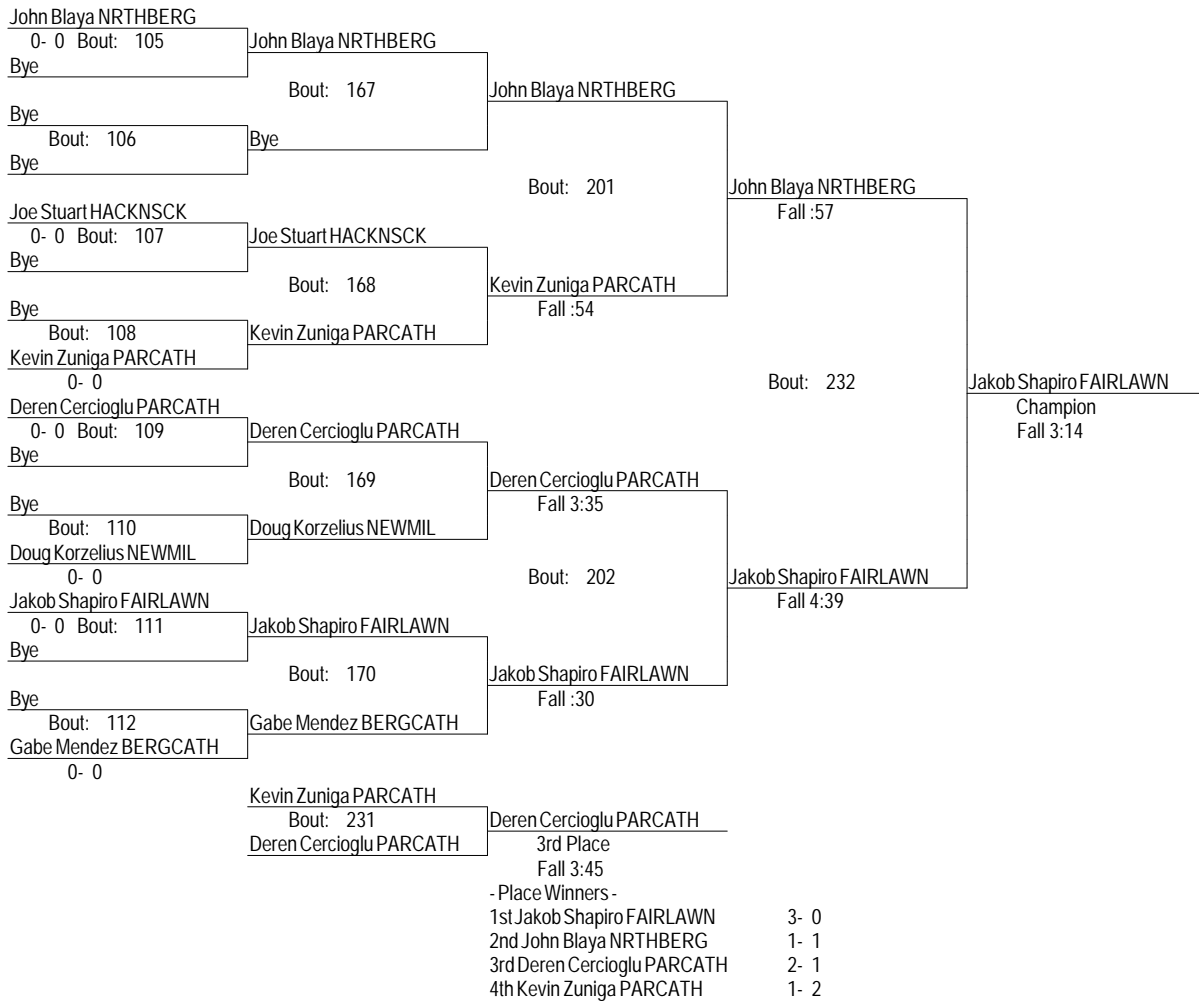 John Blaya NRTHBERG
0- 0 Bout: 105
Bye
John Blaya NRTHBERG
Bout: 167
John Blaya NRTHBERG
Bye
Bout: 106
Bye
Bye
Bout: 201
John Blaya NRTHBERG
Fall :57
Joe Stuart HACKNSCK
0- 0 Bout: 107
Bye
Joe Stuart HACKNSCK
Bout: 168
Kevin Zuniga PARCATH
Fall :54
Bye
Bout: 108
Kevin Zuniga PARCATH
Kevin Zuniga PARCATH
0- 0
Bout: 232
Jakob Shapiro FAIRLAWN
Champion
Fall 3:14
Deren Cercioglu PARCATH
0- 0 Bout: 109
Bye
Deren Cercioglu PARCATH
Bout: 169
Deren Cercioglu PARCATH
Fall 3:35
Bye
Bout: 110
Doug Korzelius NEWMIL
Doug Korzelius NEWMIL
0- 0
Bout: 202
Jakob Shapiro FAIRLAWN
Fall 4:39
Jakob Shapiro FAIRLAWN
0- 0 Bout: 111
Bye
Jakob Shapiro FAIRLAWN
Bout: 170
Jakob Shapiro FAIRLAWN
Fall :30
Bye
Bout: 112
Gabe Mendez BERGCATH
Gabe Mendez BERGCATH
0- 0
Kevin Zuniga PARCATH
Bout: 231
Deren Cercioglu PARCATH
Deren Cercioglu PARCATH
3rd Place
Fall 3:45
- Place Winners -
1st Jakob Shapiro FAIRLAWN 3- 0
2nd John Blaya NRTHBERG 1- 1
3rd Deren Cercioglu PARCATH 2- 1
4th Kevin Zuniga PARCATH 1- 2